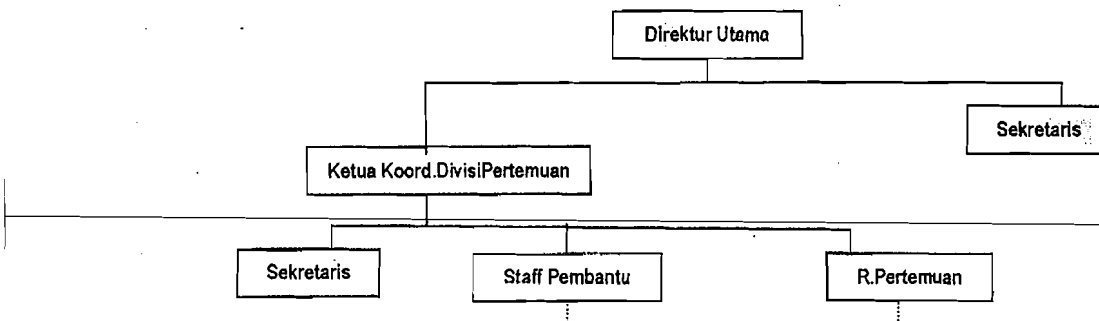 Direktur Utama
Sekretaris
Ketua Koord.DivisiPertemuan
Sekretaris
Staff Pembantu
R.Pertemuan